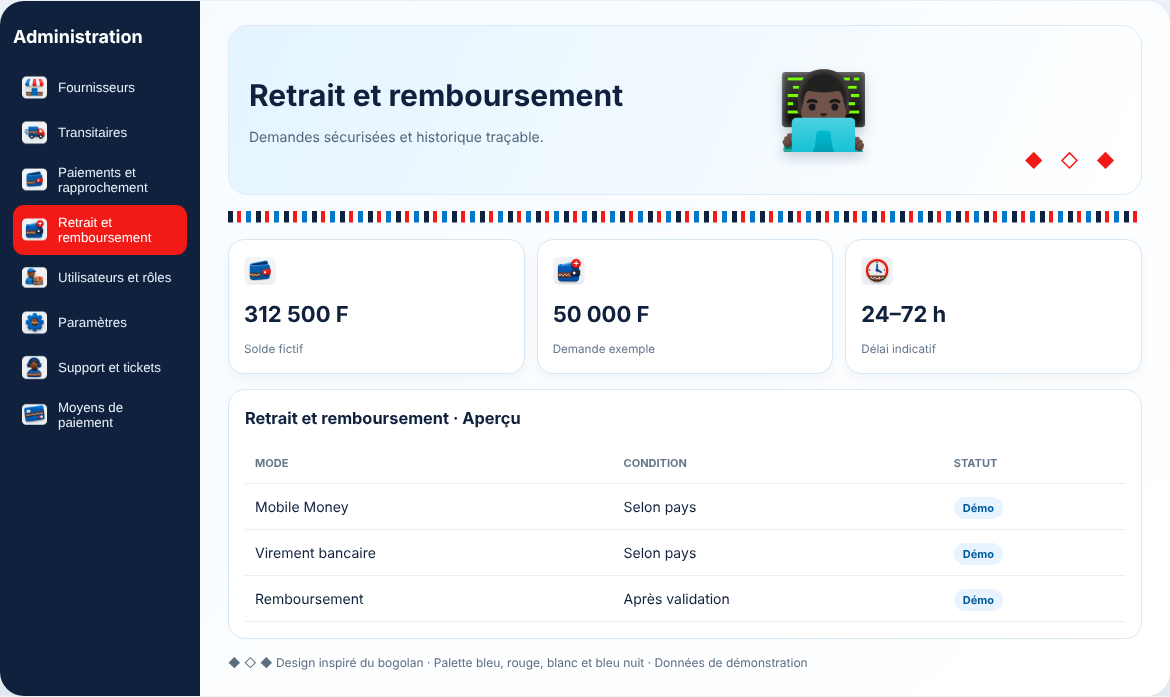 Administration
Fournisseurs
Transitaires
Paiements et
rapprochement
Retrait et
remboursement
Utilisateurs et rôles
Paramètres
Support et tickets
Moyens de
paiement
Retrait et remboursement
Demandes sécurisées et historique traçable.
312 500 F
Solde fictif
50 000 F
Demande exemple
24–72 h
Délai indicatif
Retrait et remboursement · Aperçu
MODE CONDITION STATUT
Mobile Money Selon pays Démo
Virement bancaire Selon pays Démo
Remboursement Après validation Démo
◆ ◇ ◆ Design inspiré du bogolan · Palette bleu, rouge, blanc et bleu nuit · Données de démonstration